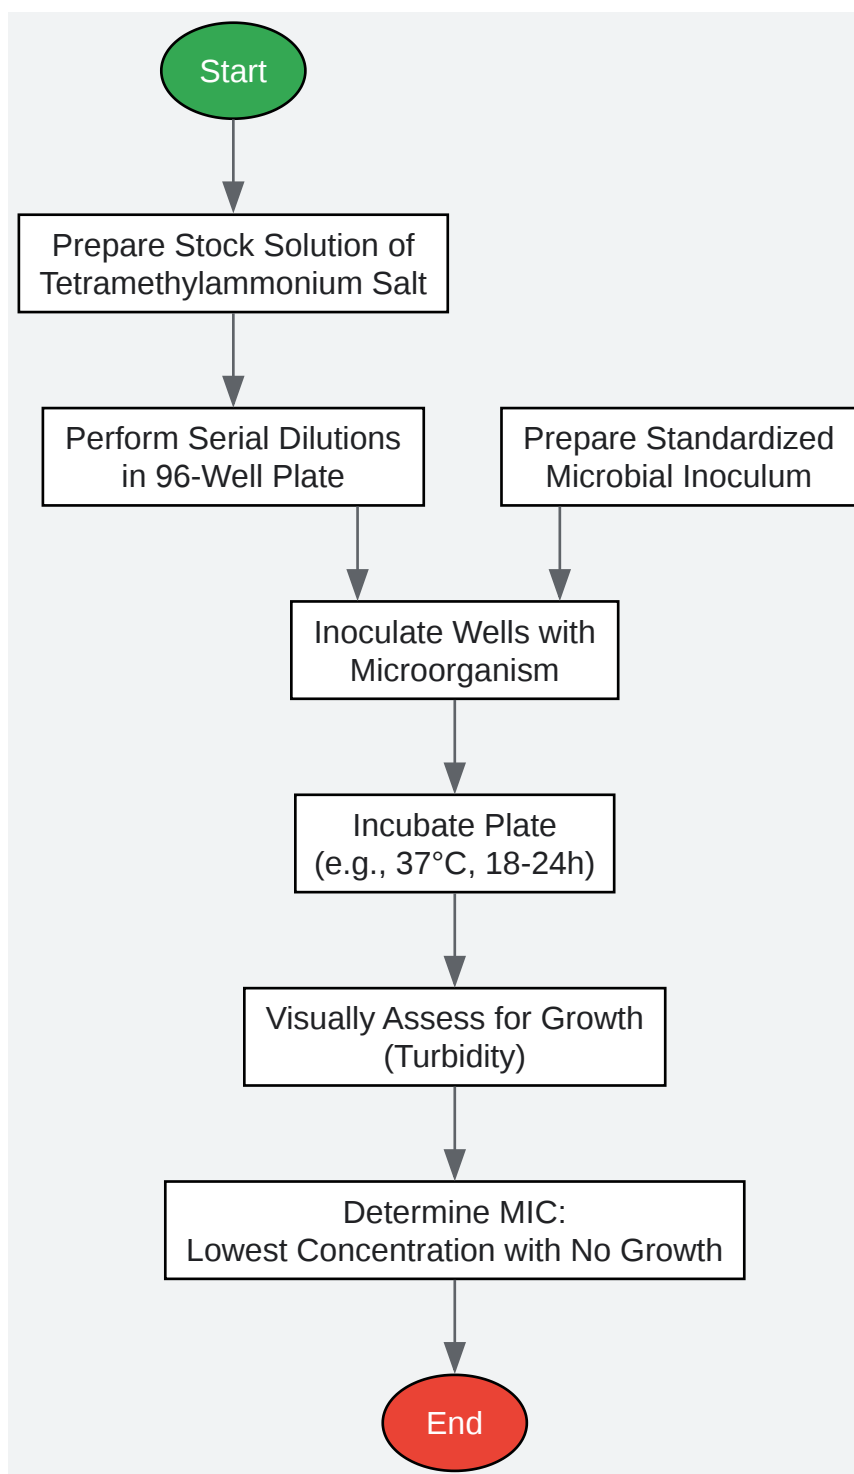 Start
Prepare Stock Solution of
Tetramethylammonium Salt
Perform Serial Dilutions
in 96-Well Plate
Prepare Standardized
Microbial Inoculum
Inoculate Wells with
Microorganism
Incubate Plate
(e.g., 37°C, 18-24h)
Visually Assess for Growth
(Turbidity)
Determine MIC:
Lowest Concentration with No Growth
End